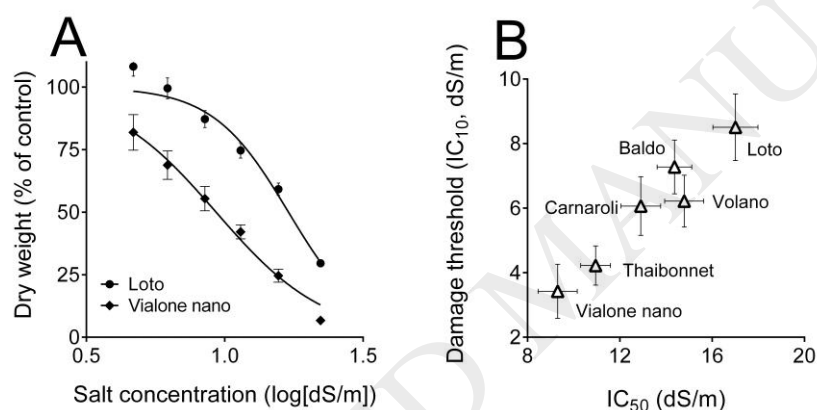 A
Dry weight (% of control)
100
75
50
25
0
Loto
Vialone nano
0.5
1.0
1.5
Salt concentration (log[dS/m])
B
Damage threshold (IC10, dS/m)
10
8
6
4
2
Baldo
Loto
Carnaroli
Volano
Thaibonnet
Vialone nano
8
12
16
20
IC50 (dS/m)
MANU